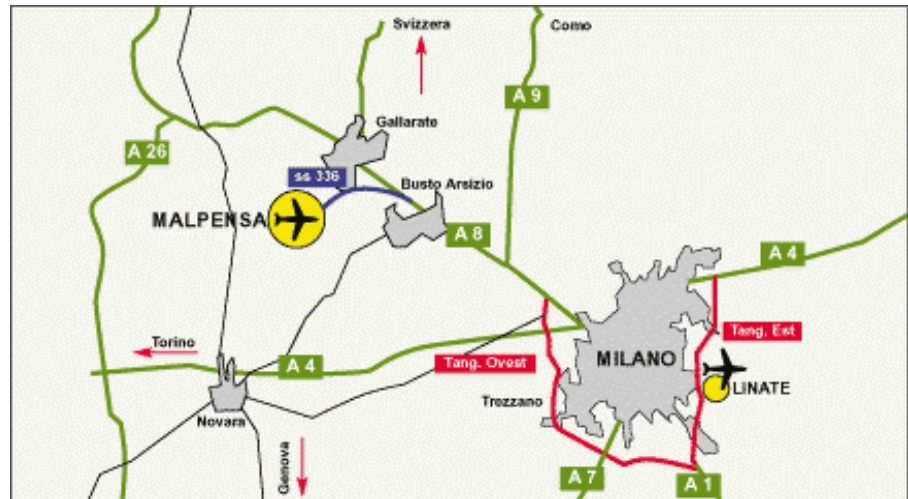 Svizzera
Como
A 9
Gallarate
A 26
ss 336
Busto Arsizio
MALPENSA
A 8
A 4
Tang. Est
Torino
A 4
Tang. Ovest
MILANO
LINATE
Trezzano
Novara
Genova
A 7
A 1